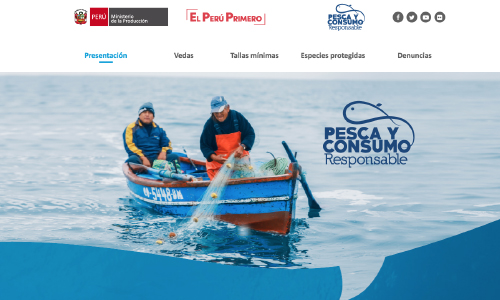 PERÚ
Ministerio
de la Producción
EL PERÚ PRIMERO
PESCA Y
CONSUMO
Responsable
Presentación
Vedas
Tallas mínimas
Especies protegidas
Denuncias
PESCA Y
CONSUMO
Responsable